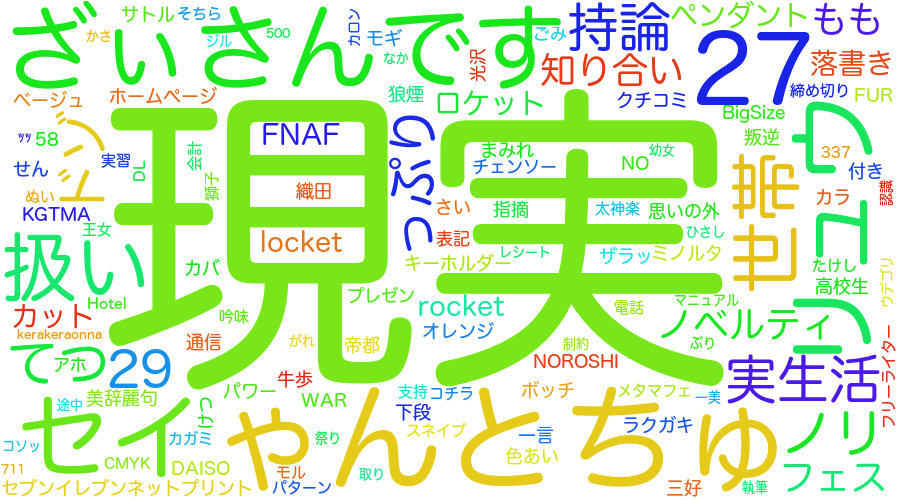 ざぃさんです
サトル
そちら
かさ
ジル
500
カロン
モギ
なか
ごみ
光沢
持論
ペンダント
もも
27
知り合い
落書き
ベージュ
ホームページ
狼煙
ロケット
クチコミ
締め切り
FUR
BigSize
叛逆
ッッ
58
ミッ
実習
DL
会計
獅子
FNAF
っぷり
まみれ
チェンソー
NO
幼女
337
リュウ
せん
付き
ぬい
KGTMA
王女
織田
現実
さい
指摘
太神楽
思いの外
世帯
カラ
認識
locket
表記
ひさし
扱い
カバ
キーホルダー
レシート
ザラッ
ミノルタ
たけし
高校生
ウデゴリ
Hotel
プレゼン
rocket
電話
マニュアル
カット
吟味
オレンジ
ノベルティ
kerakeraonna
通信
がれ
帝都
制約
ぶり
フリーライター
てつ
アホ
29
牛歩
NOROSHI
実生活
パワー
WAR
支持
コチラ
ボッチ
メタマフェ
一美
美辞麗句
途中
けつ
下段
セイ
ゃんとちゅ
ラクガキ
ノリ
コソッ
カガミ
祭り
スネイプ
一言
色あい
フェス
711
CMYK
DAISO
モル
取り
セブンイレブンネットプリント
パターン
三好
執筆